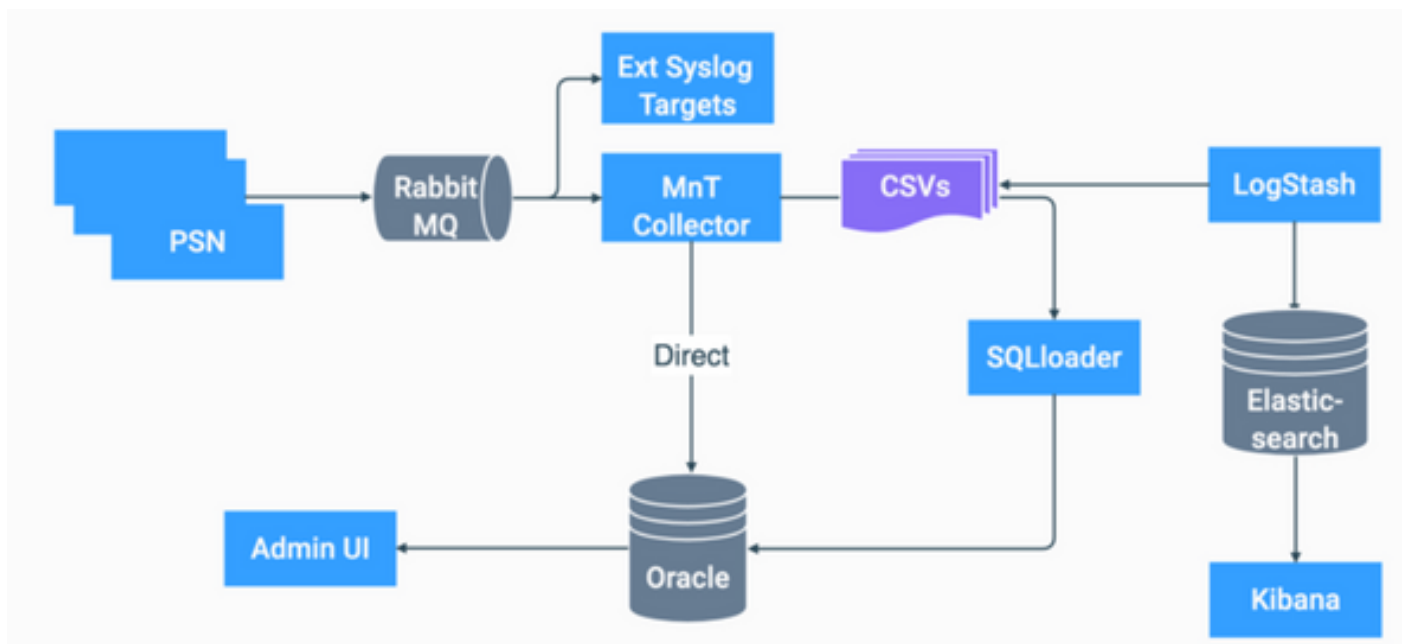 Ext Syslog
Targets
PSN
Rabbit
MQ
MnT
Collector
CSVs
LogStash
Direct
SQLloader
Elastic-
search
Admin UI
Oracle
Kibana